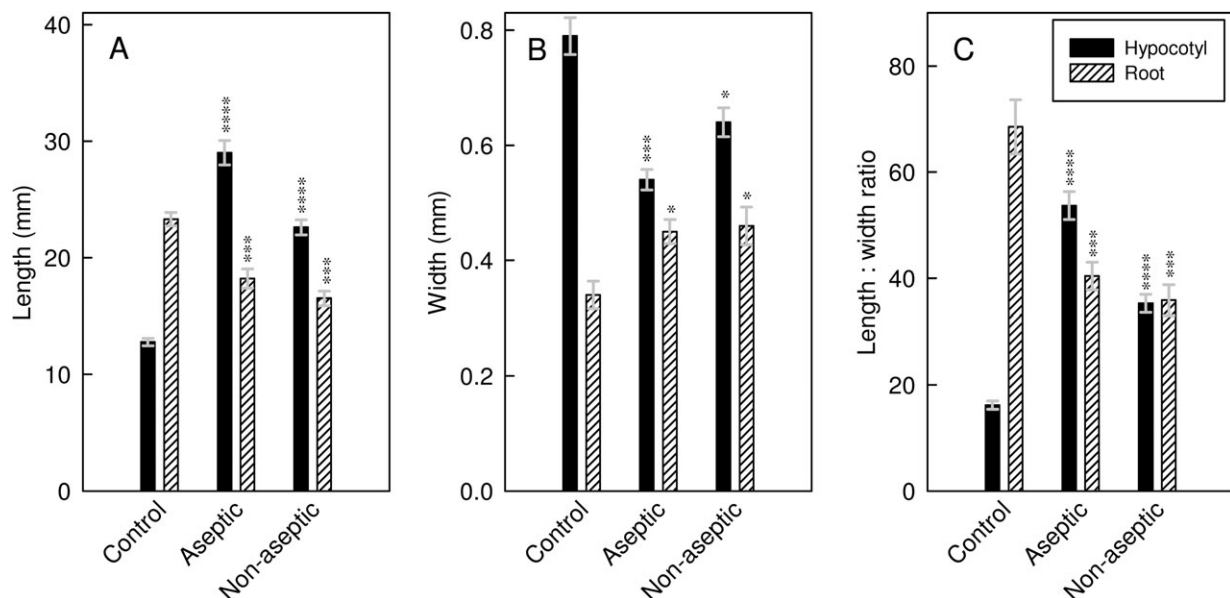 A
Length (mm)
40
30
20
10
0
****
***
****
***
Control
Aseptic
Non-aseptic
B
Width (mm)
0.8
0.6
0.4
0.2
0.0
***
*
*
*
Control
Aseptic
Non-aseptic
C
Hypocotyl
Root
Length : width ratio
80
60
40
20
0
****
***
****
***
Control
Aseptic
Non-aseptic